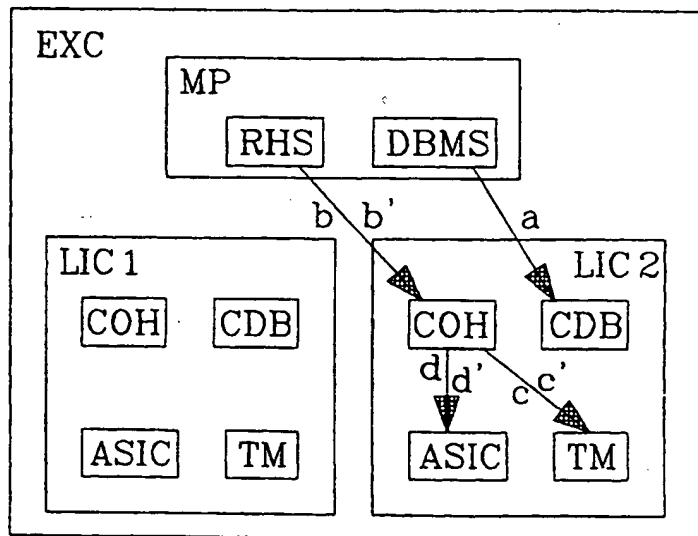 EXC
MP
RHS DBMS
b b' a
LIC 1 LIC 2
COH CDB COH CDB
d d' c c'
ASIC TM ASIC TM